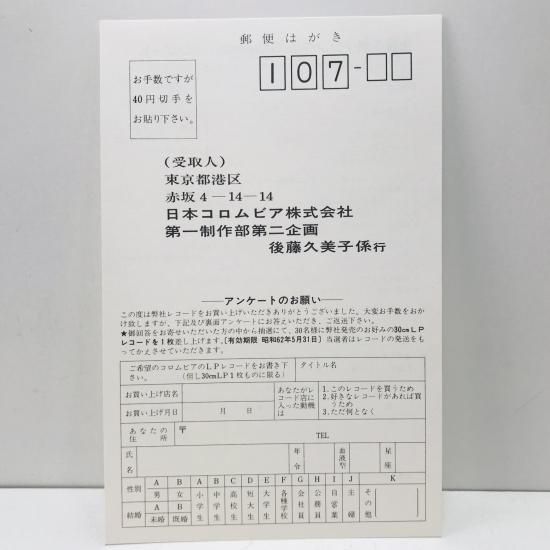 郵便はがき
107-
お手数ですが
40円切手を
お貼り下さい。
(受取人)
東京都港区
赤坂4―14―14
日本コロムビア株式会社
第一制作部第二企画
後藤久美子係行
――アンケートのお願い――
この度は弊社レコードをお買い上げいただきありがとうございました。大変お手数をおか
け致しますが、下記及び裏面アンケートにお答えいただき、ご返送下さい。
★御回答をお寄せいただいた方の中から抽選にて、30名様に弊社発売のお好みの30cmLP
レコードを1枚差し上げます。〔有効期限 昭和62年5月31日〕当選者はレコードの発送をも
ってかえさせていただきます。
ご希望のコロムビアのLPレコードをお書き下さい。 (但し30cmLP1枚ものに限る)
タイトル名
お買い上げ店名
お買い上げ月日
月 日
あなたがレコード店に入った動機は
1.このレコードを買うため
2.好きなレコードがあれば買うため
3.ただ何となく
あなたの住所
〒
TEL
氏名
年令
血液型
星座
性別
A 男
B 女
結婚
A 未婚
B 既婚
A 小学生
B 中学生
C 高校生
D 短大生
E 大学生
F 各種学校
G 会社員
H 公務員
I 自営業
J 主婦
K その他